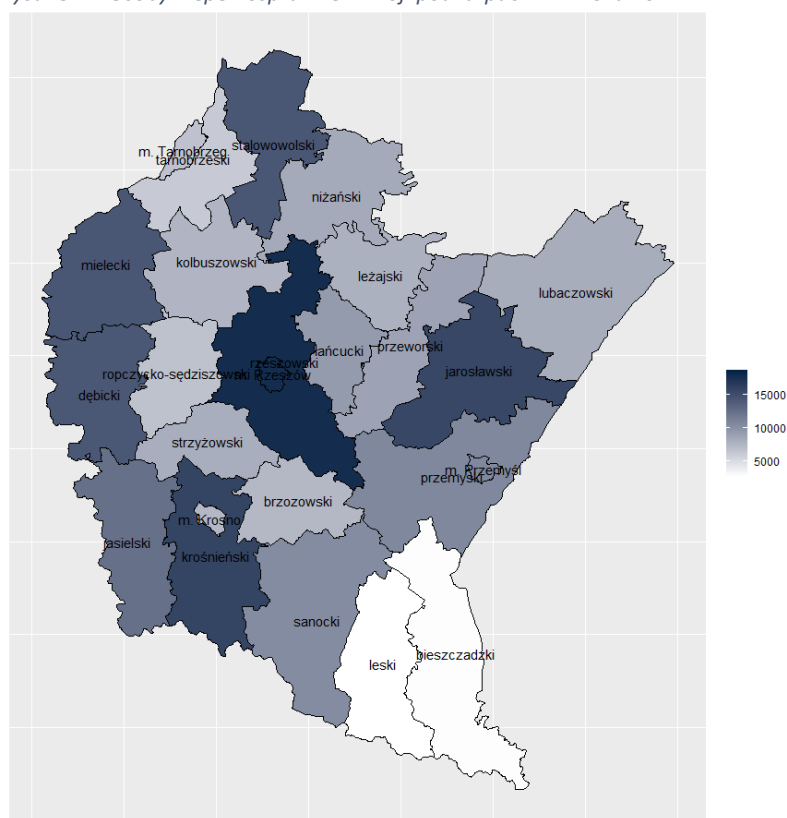 m. Tarnobrzeg
tarnobrzeski
stalowowolski
niżański
mielecki
kolbuszowski
leżajski
lubaczowski
łańcucki
przeworski
rzeszowski
ropczycko-sędziszowski
m. Rzeszów
jarosławski
dębicki
strzyżowski
m. Przemyśl
przemyski
brzozowski
m. Krosno
jasielski
krośnieński
sanocki
leski
bieszczadzki
15000
10000
5000